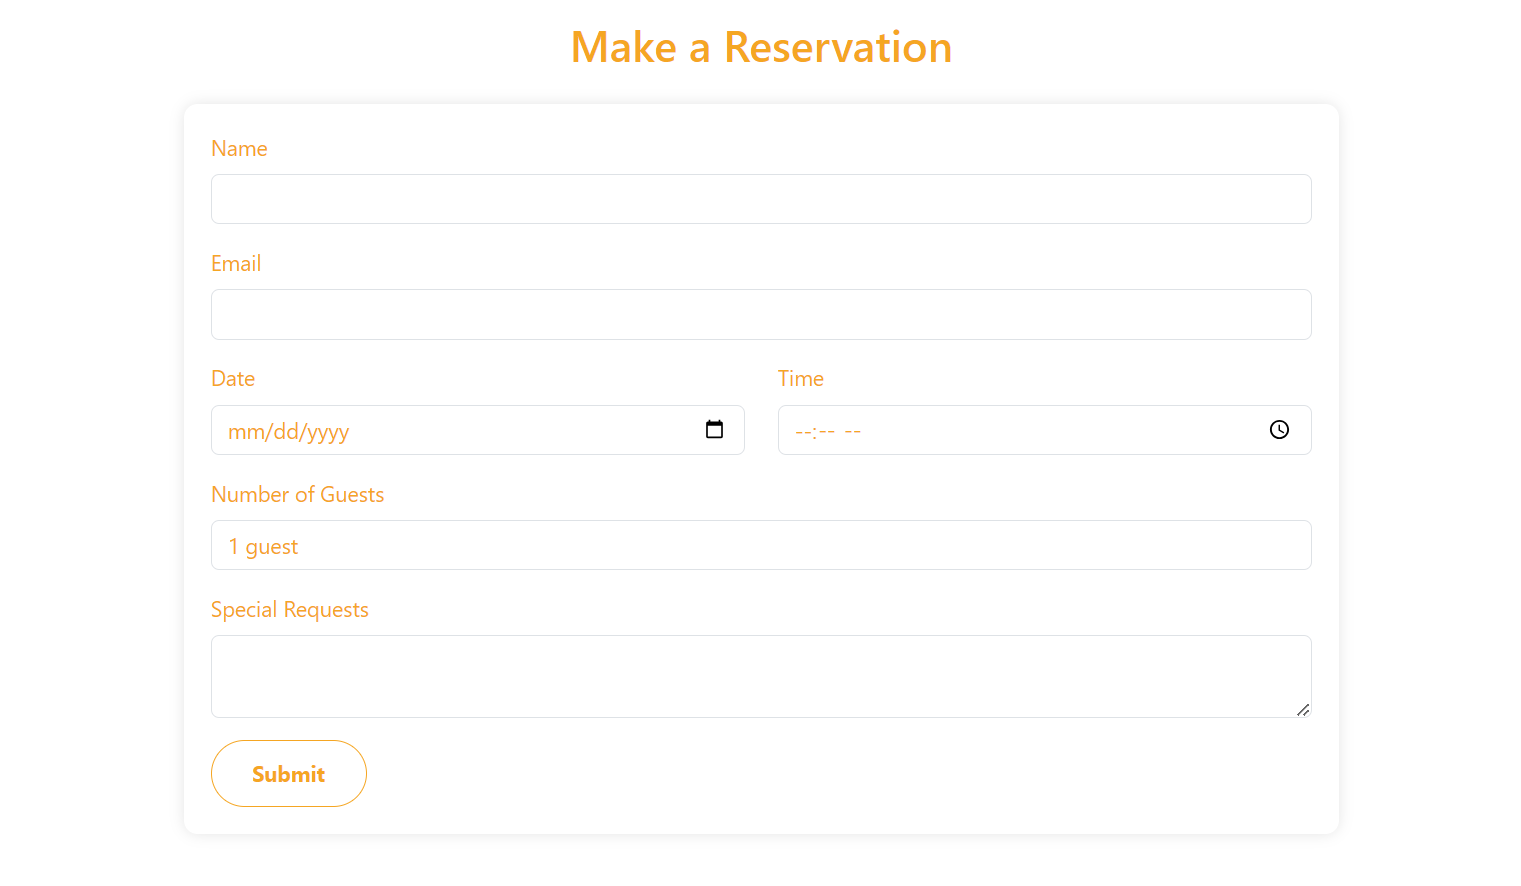 Make a Reservation
Name
Email
Date
Time
mm/dd/yyyy
--:-- --
Number of Guests
1 guest
Special Requests
Submit